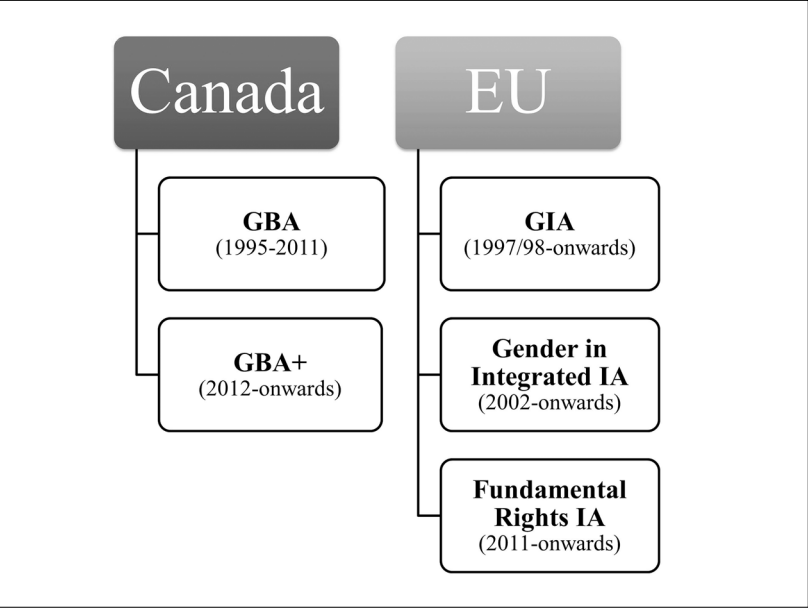 Canada
GBA
(1995-2011)
GBA+
(2012-onwards)
EU
GIA
(1997/98-onwards)
Gender in
Integrated IA
(2002-onwards)
Fundamental
Rights IA
(2011-onwards)